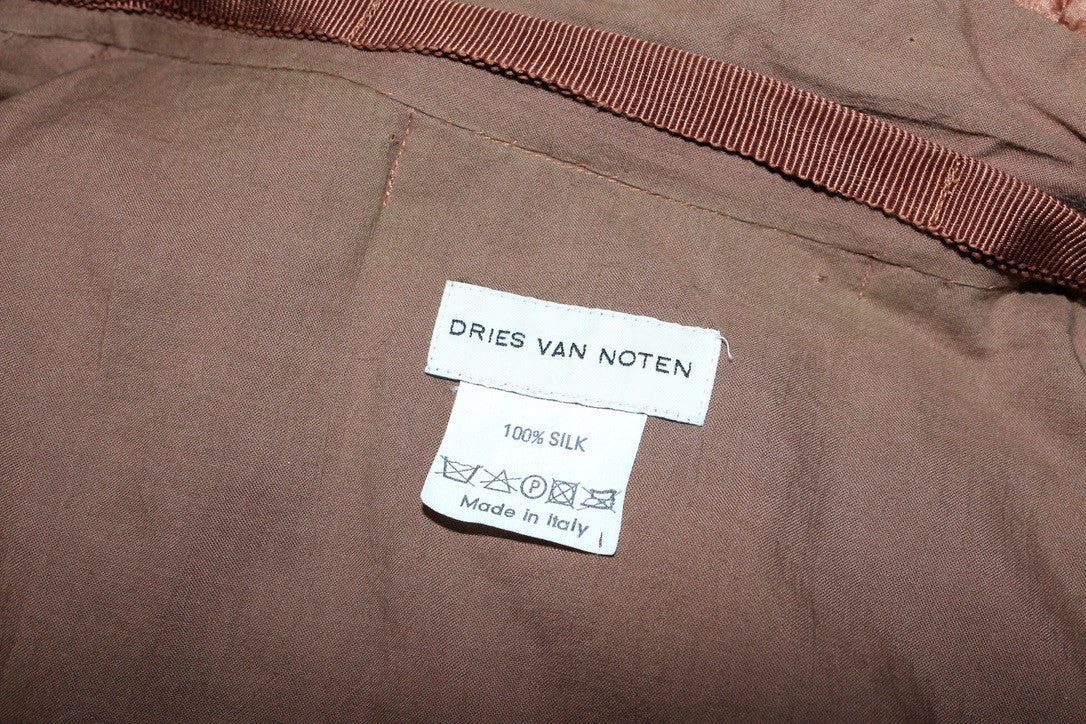 DRIES VAN NOTEN
100% SILK
P
Made in Italy